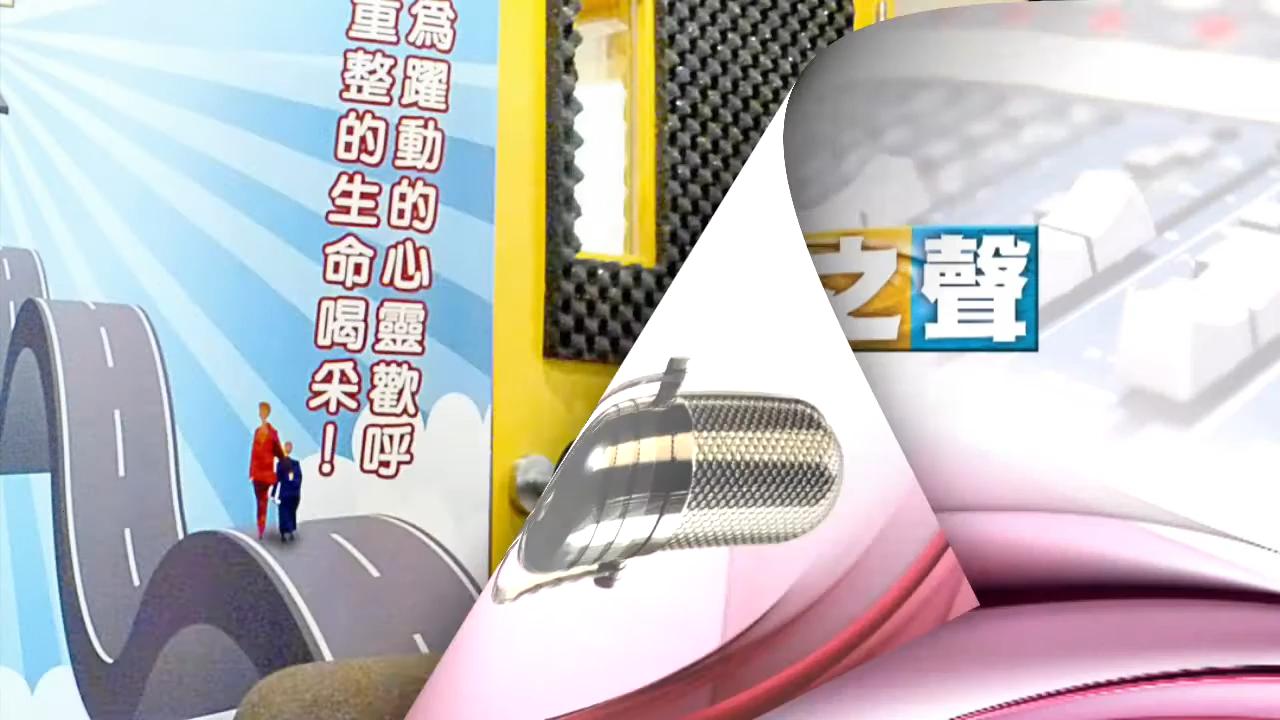 為躍動的心靈歡呼
重整的生命喝采！
之聲